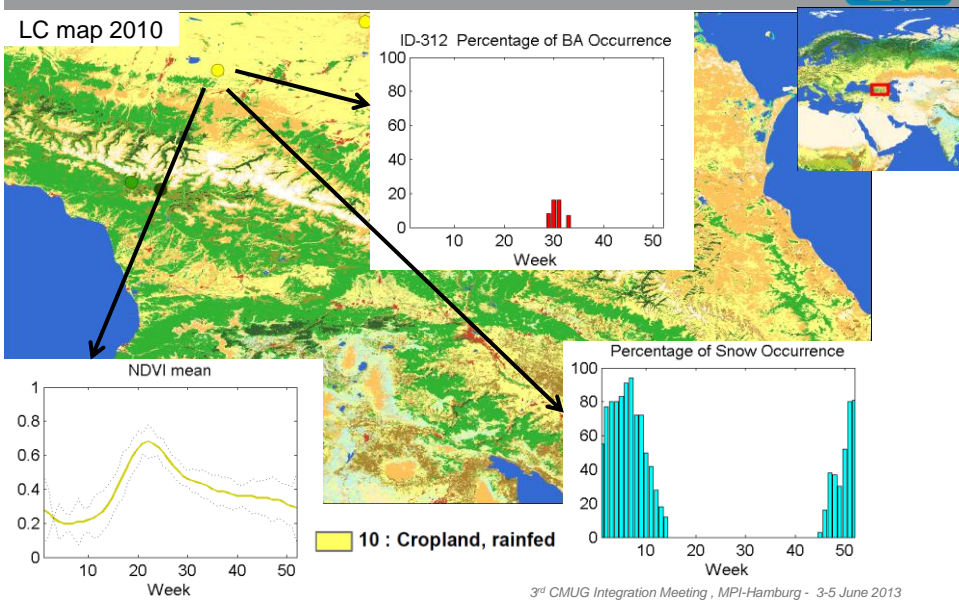 LC map 2010
ID-312 Percentage of BA Occurrence
100
80
60
40
20
0
10 20 30 40 50
Week
NDVI mean
1
0.8
0.6
0.4
0.2
0
10 20 30 40 50
Week
10 : Cropland, rainfed
Percentage of Snow Occurrence
100
80
60
40
20
0
10 20 30 40 50
Week
3rd CMUG Integration Meeting , MPI-Hamburg - 3-5 June 2013